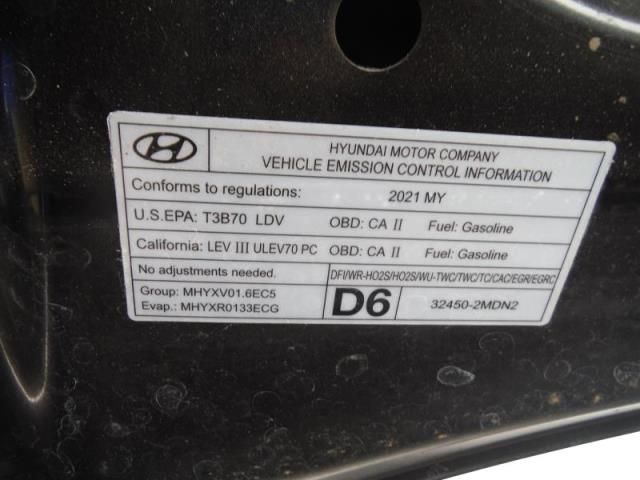 HYUNDAI MOTOR COMPANY
VEHICLE EMISSION CONTROL INFORMATION
Conforms to regulations: 2021 MY
U.S.EPA: T3B70 LDV OBD: CA II Fuel: Gasoline
California: LEV III ULEV70 PC OBD: CA II Fuel: Gasoline
No adjustments needed. DFI/WR-HO2S/HO2S/WU-TWC/TWC/TC/CAC/EGR/EGRC
Group: MHYXV01.6EC5
Evap.: MHYXR0133ECG
D6 32450-2MDN2